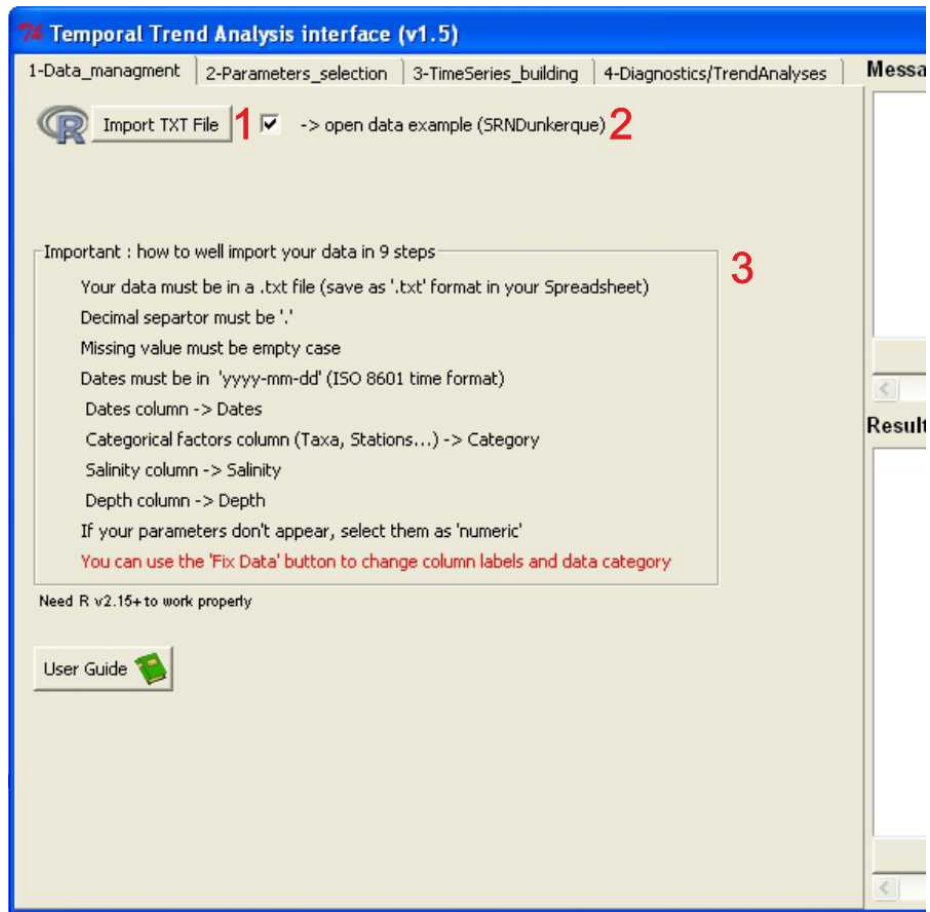 Temporal Trend Analysis interface (v1.5)
1-Data_managment 2-Parameters_selection 3-TimeSeries_building 4-Diagnostics/TrendAnalyses Messa
R Import TXT File 1 -> open data example (SRNDunkerque) 2
Important : how to well import your data in 9 steps
3
Your data must be in a .txt file (save as '.txt' format in your Spreadsheet)
Decimal separtor must be '.'
Missing value must be empty case
Dates must be in 'yyyy-mm-dd' (ISO 8601 time format)
Dates column -> Dates
Result
Categorical factors column (Taxa, Stations...) -> Category
Salinity column -> Salinity
Depth column -> Depth
If your parameters don't appear, select them as 'numeric'
You can use the 'Fix Data' button to change column labels and data category
Need R v2.15+ to work properly
User Guide